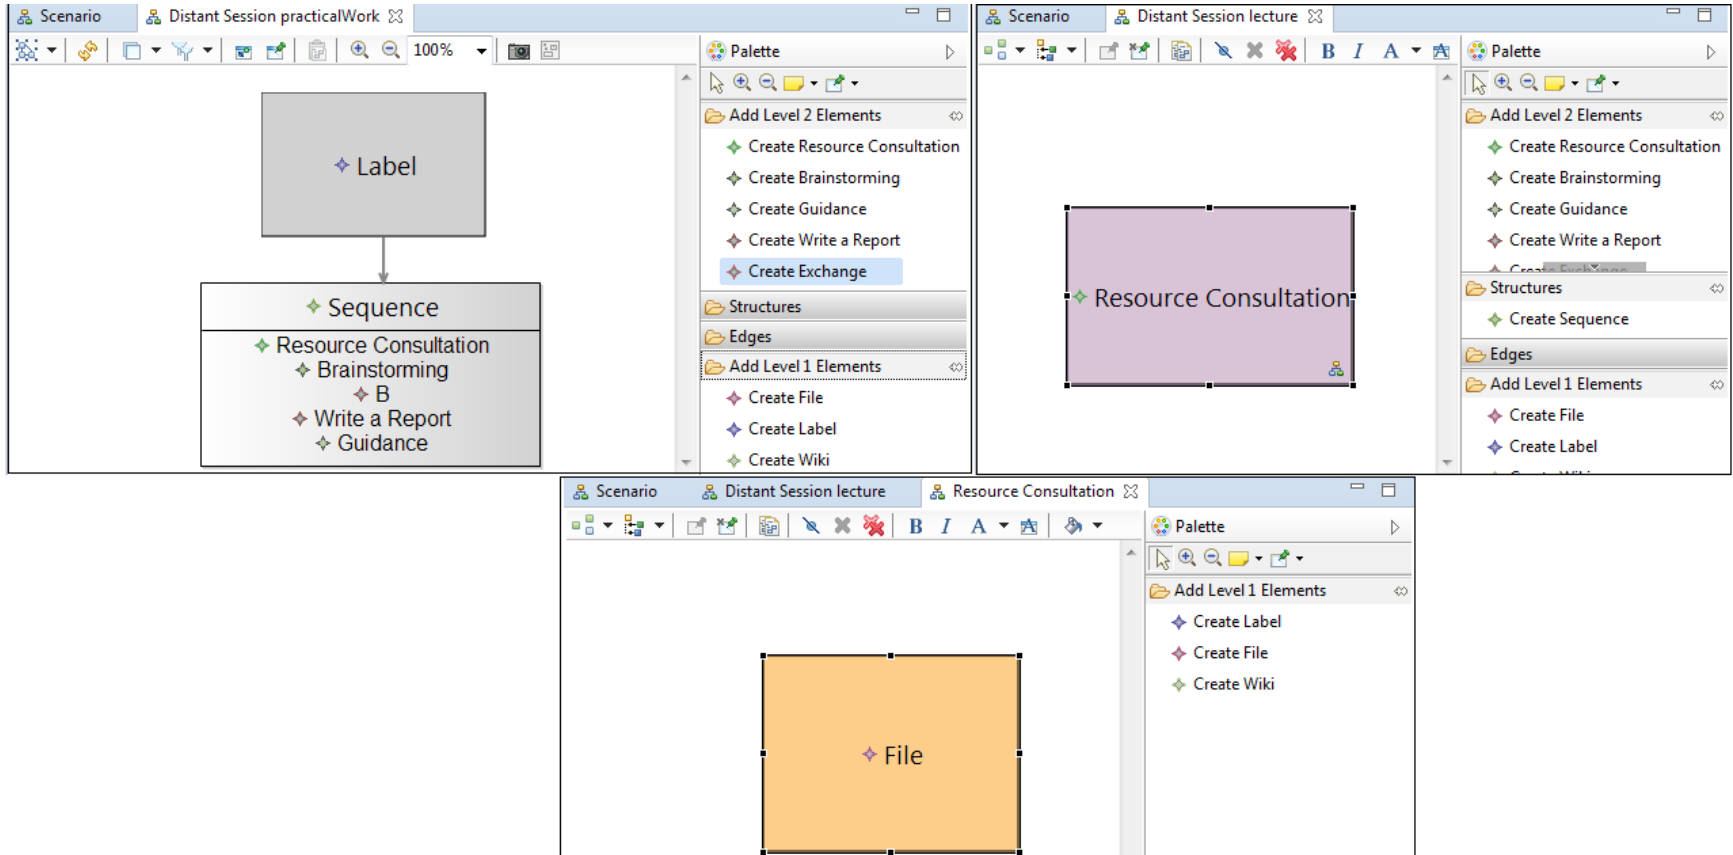 Scenario
Distant Session practicalWork
100%
Palette
Add Level 2 Elements
Create Resource Consultation
Create Brainstorming
Create Guidance
Create Write a Report
Create Exchange
Structures
Edges
Add Level 1 Elements
Create File
Create Label
Create Wiki
Label
Sequence
Resource Consultation
Brainstorming
B
Write a Report
Guidance
Scenario
Distant Session lecture
B I A A
Palette
Add Level 2 Elements
Create Resource Consultation
Create Brainstorming
Create Guidance
Create Write a Report
Create Exchange
Structures
Create Sequence
Edges
Add Level 1 Elements
Create File
Create Label
Create Wiki
Resource Consultation
Scenario
Distant Session lecture
Resource Consultation
B I A A
Palette
Add Level 1 Elements
Create Label
Create File
Create Wiki
File